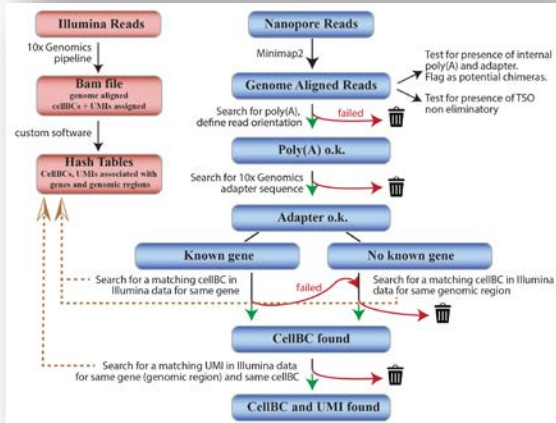 Illumina Reads
10x Genomics
pipeline
Bam file
genome aligned
cellBCs + UMIs assigned
custom software
Hash Tables
CellBCs, UMIs associated with
genes and genomic regions
Nanopore Reads
Minimap2
Genome Aligned Reads
Test for presence of internal
poly(A) and adapter.
Flag as potential chimeras.
Test for presence of TSO
non eliminatory
Search for poly(A),
define read orientation
failed
Poly(A) o.k.
Search for 10x Genomics
adapter sequence
Adapter o.k.
Known gene
No known gene
Search for a matching cellBC in
Illumina data for same gene
failed
Search for a matching cellBC in Illumina
data for same genomic region
CellBC found
Search for a matching UMI in Illumina data
for same gene (genomic region) and same cellBC
CellBC and UMI found